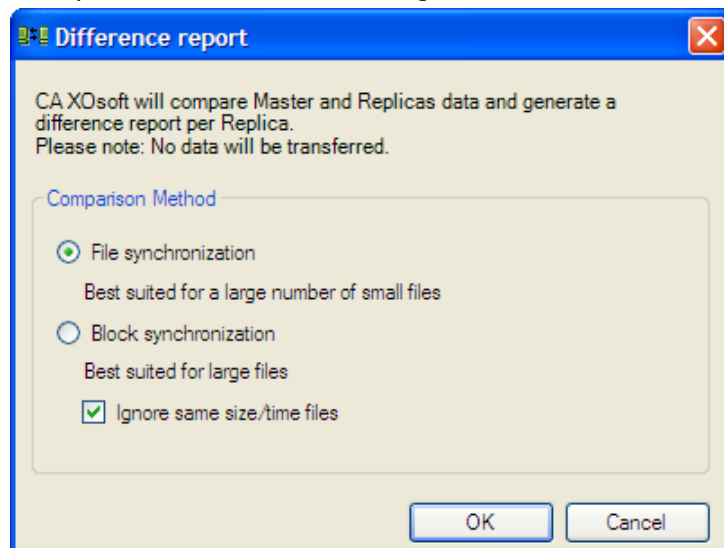 Difference report
CA XOsoft will compare Master and Replicas data and generate a
difference report per Replica.
Please note: No data will be transferred.
Comparison Method
File synchronization
Best suited for a large number of small files
Block synchronization
Best suited for large files
Ignore same size/time files
OK
Cancel